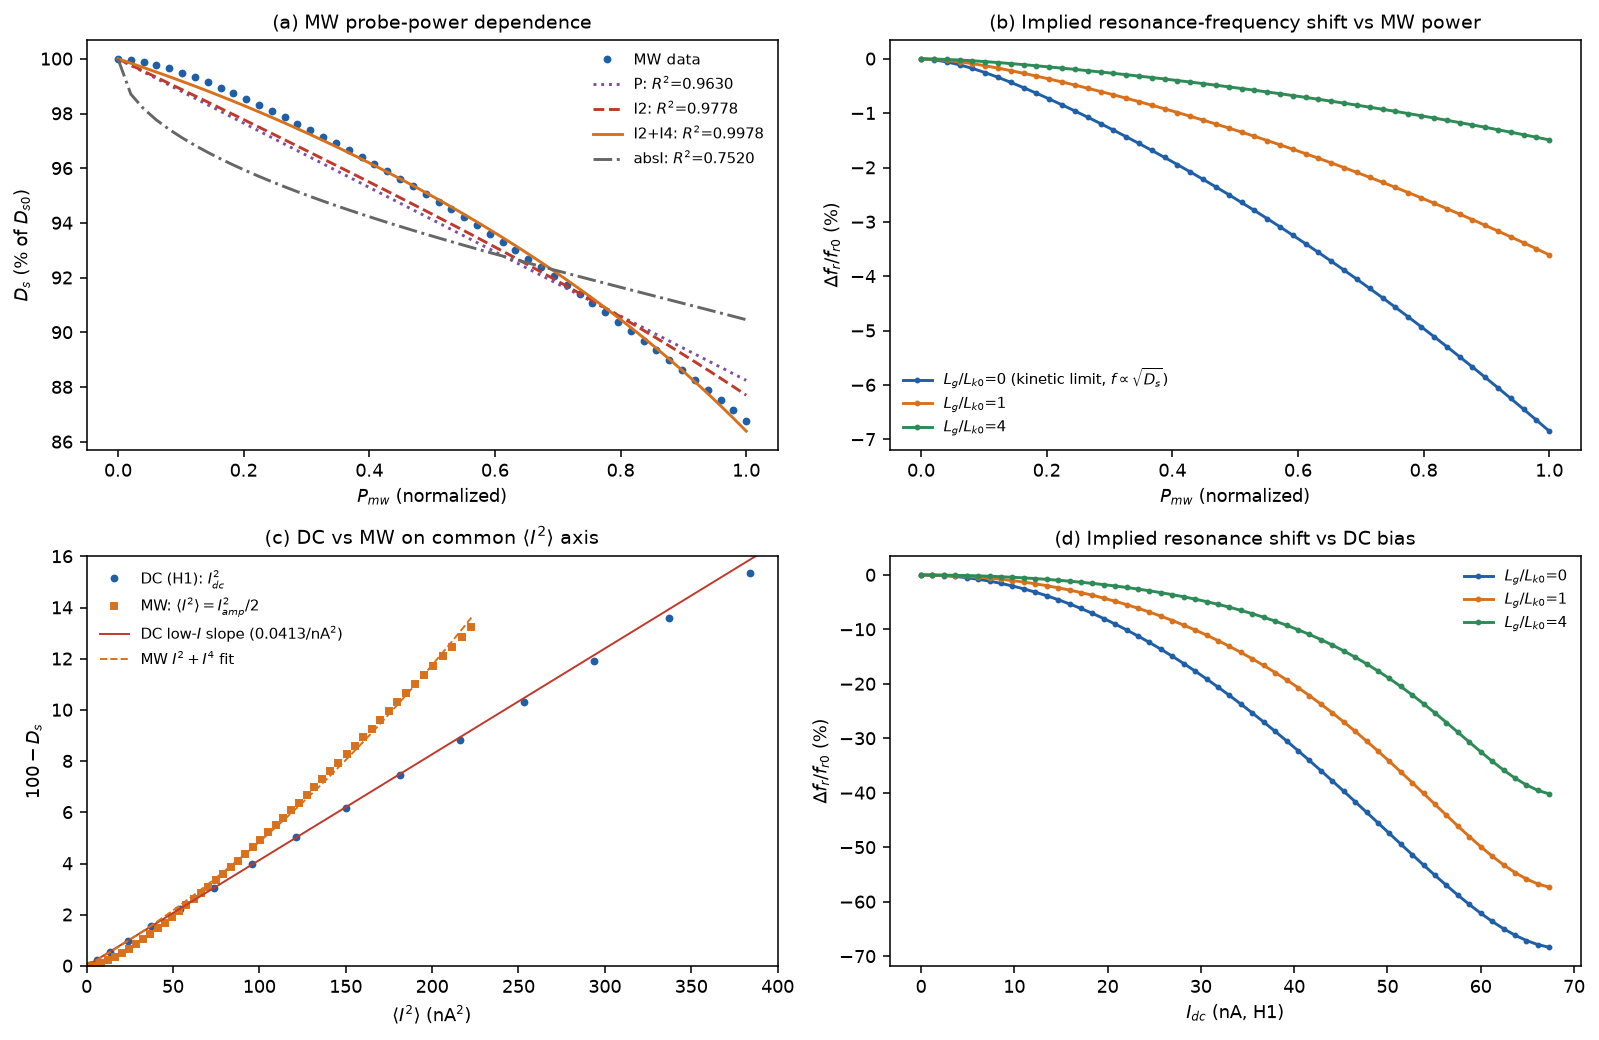 (a) MW probe-power dependence
100
98
96
94
92
90
88
86
D_s (% of D_s0)
MW data
P: R²=0.9630
I2: R²=0.9778
I2+I4: R²=0.9978
absI: R²=0.7520
0.0 0.2 0.4 0.6 0.8 1.0
P_mw (normalized)
(b) Implied resonance-frequency shift vs MW power
0
−1
−2
−3
−4
−5
−6
−7
Δf_r/f_r0 (%)
L_g/L_k0=0 (kinetic limit, f ∝ √D_s)
L_g/L_k0=1
L_g/L_k0=4
0.0 0.2 0.4 0.6 0.8 1.0
P_mw (normalized)
(c) DC vs MW on common ⟨I²⟩ axis
16
14
12
10
8
6
4
2
0
100 − D_s
DC (H1): I²_dc
MW: ⟨I²⟩ = I²_amp/2
DC low-I slope (0.0413/nA²)
MW I² + I⁴ fit
0 50 100 150 200 250 300 350 400
⟨I²⟩ (nA²)
(d) Implied resonance shift vs DC bias
0
−10
−20
−30
−40
−50
−60
−70
Δf_r/f_r0 (%)
L_g/L_k0=0
L_g/L_k0=1
L_g/L_k0=4
0 10 20 30 40 50 60 70
I_dc (nA, H1)